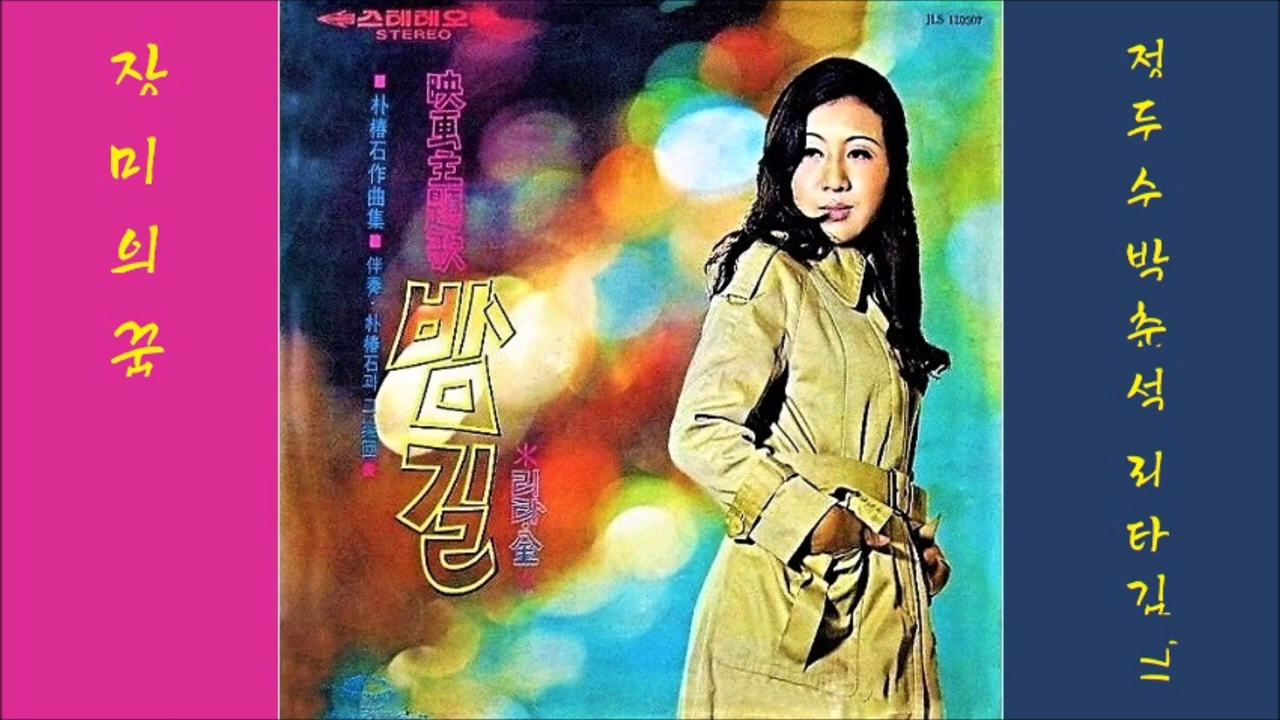 장미의꿈
스테레오
STEREO
JLS 120307
映画主題歌
밤길
■ 朴椿石作曲集 ■ 伴奏·朴椿石과
＊리타·金
정두수박춘석 리타김